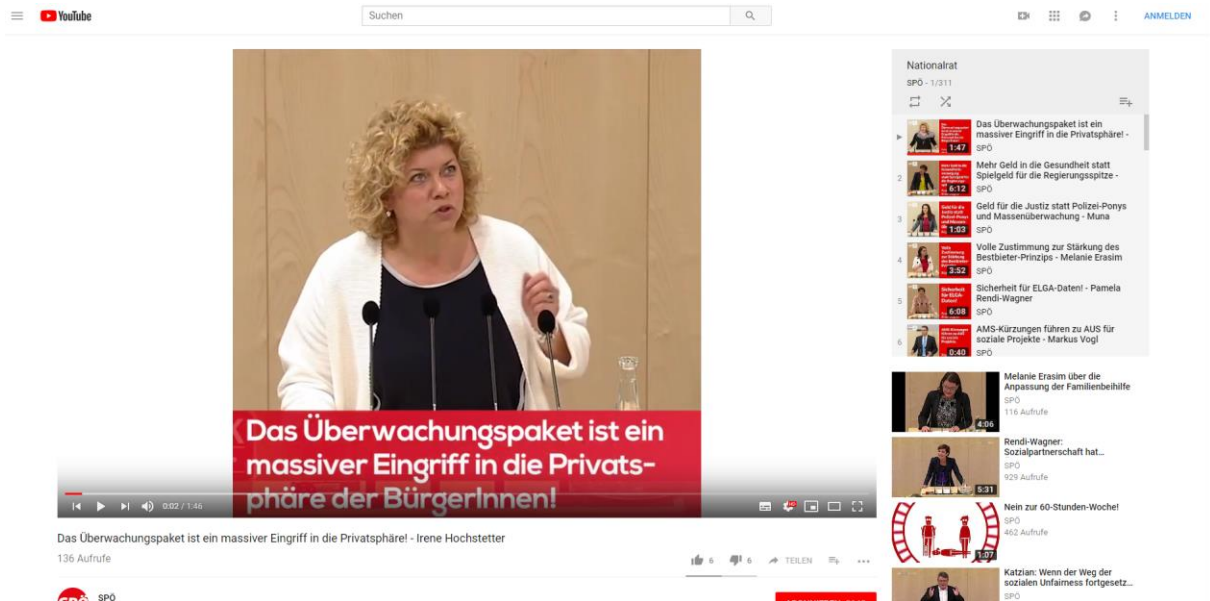 YouTube
Suchen
ANMELDEN
Das Überwachungspaket ist ein
massiver Eingriff in die Privats-
phäre der BürgerInnen!
0:02 / 1:46
Das Überwachungspaket ist ein massiver Eingriff in die Privatsphäre! - Irene Hochstetter
136 Aufrufe
6
6
TEILEN
SPÖ
SPÖ
Nationalrat
SPÖ - 1/311
Das Überwachungspaket ist ein
massiver Eingriff in die Privatsphäre! -
SPÖ
1:47
2
Mehr Geld in die Gesundheit statt
Spielgeld für die Regierungsspitze -
SPÖ
6:12
3
Geld für die Justiz statt Polizei-Ponys
und Massenüberwachung - Muna
SPÖ
1:03
4
Volle Zustimmung zur Stärkung des
Bestbieter-Prinzips - Melanie Erasim
SPÖ
3:52
5
Sicherheit für ELGA-Daten! - Pamela
Rendi-Wagner
SPÖ
6:08
6
AMS-Kürzungen führen zu AUS für
soziale Projekte - Markus Vogl
SPÖ
0:40
Melanie Erasim über die
Anpassung der Familienbeihilfe
SPÖ
116 Aufrufe
4:06
Rendi-Wagner:
Sozialpartnerschaft hat...
SPÖ
929 Aufrufe
5:31
Nein zur 60-Stunden-Woche!
SPÖ
462 Aufrufe
1:07
Katzian: Wenn der Weg der
sozialen Unfairness fortgesetz...
SPÖ